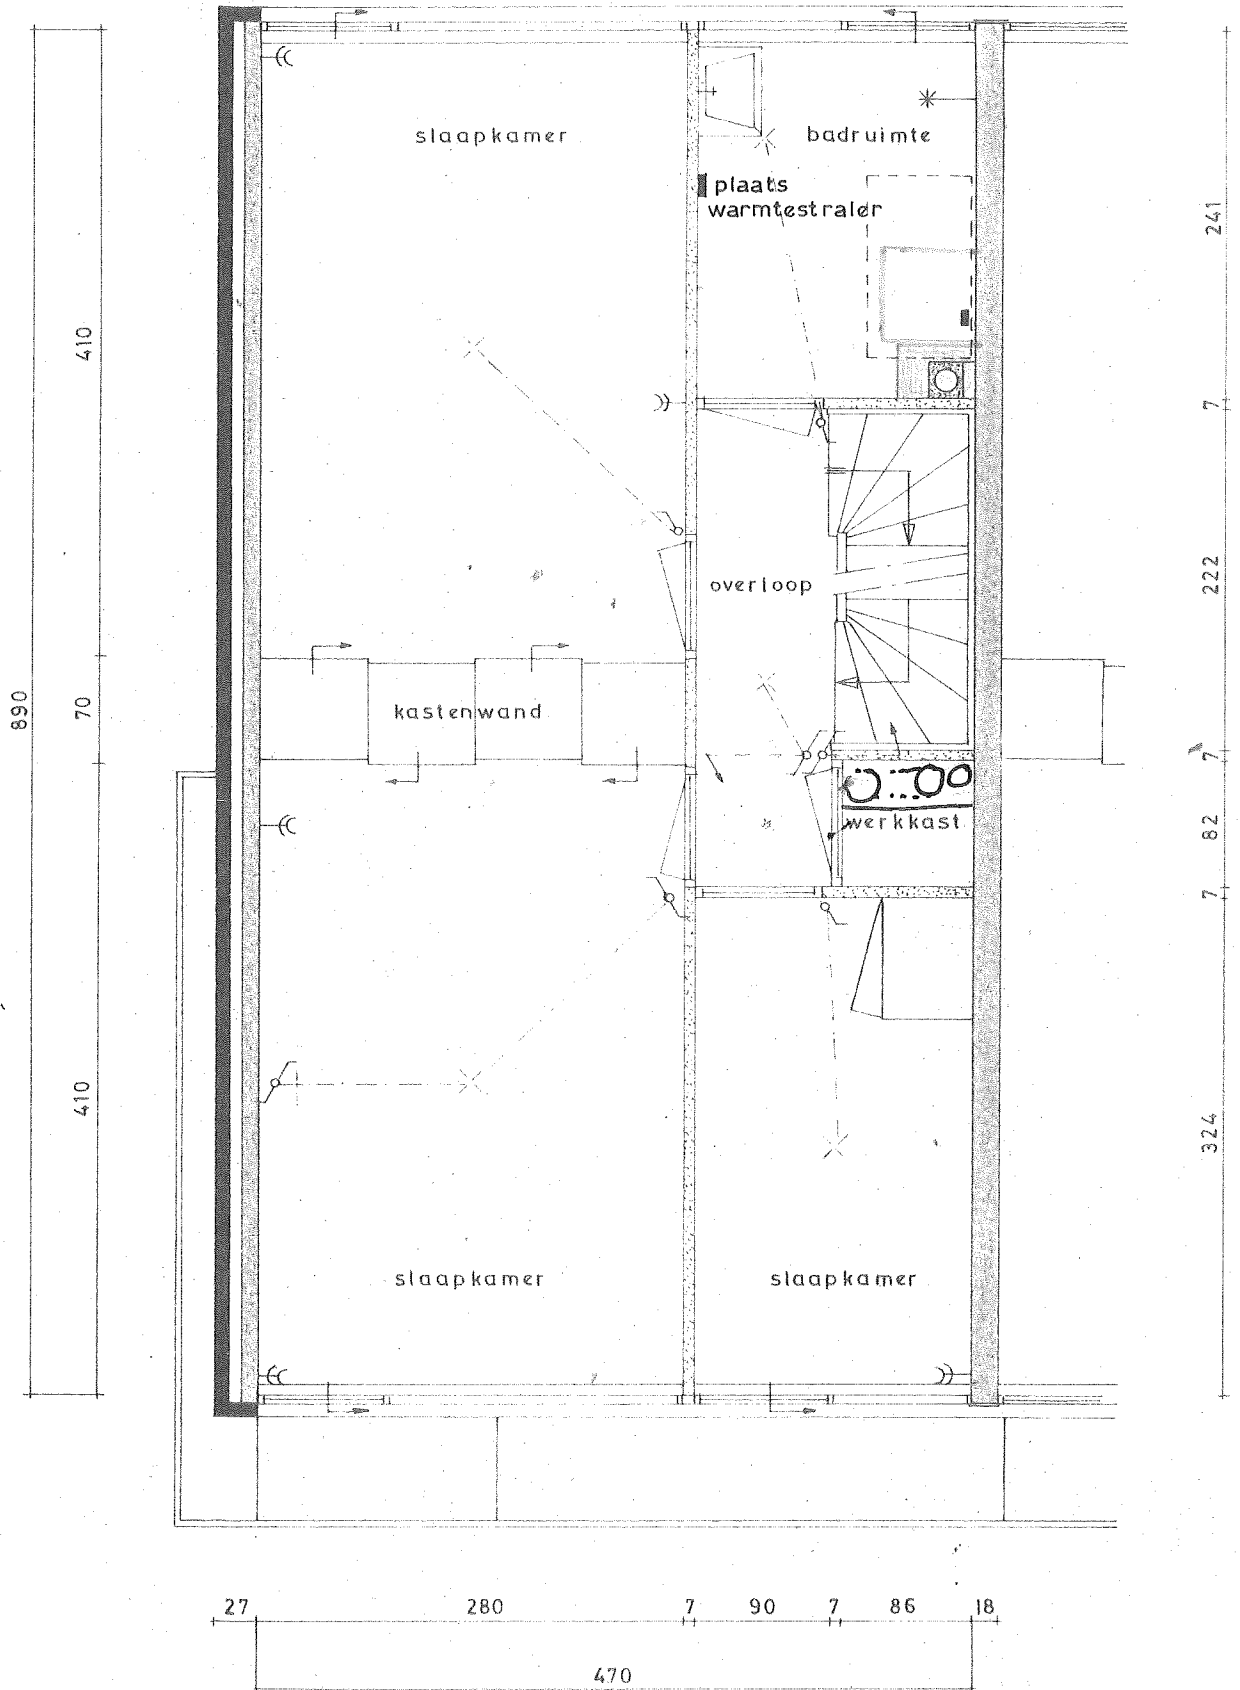 slaapkamer
badruimte
plaats
warmtestraler
241
410
7
overloop
222
890
70
kastenwand
7
werkkast
82
7
410
324
slaapkamer
slaapkamer
27
280
7
90
7
86
18
470